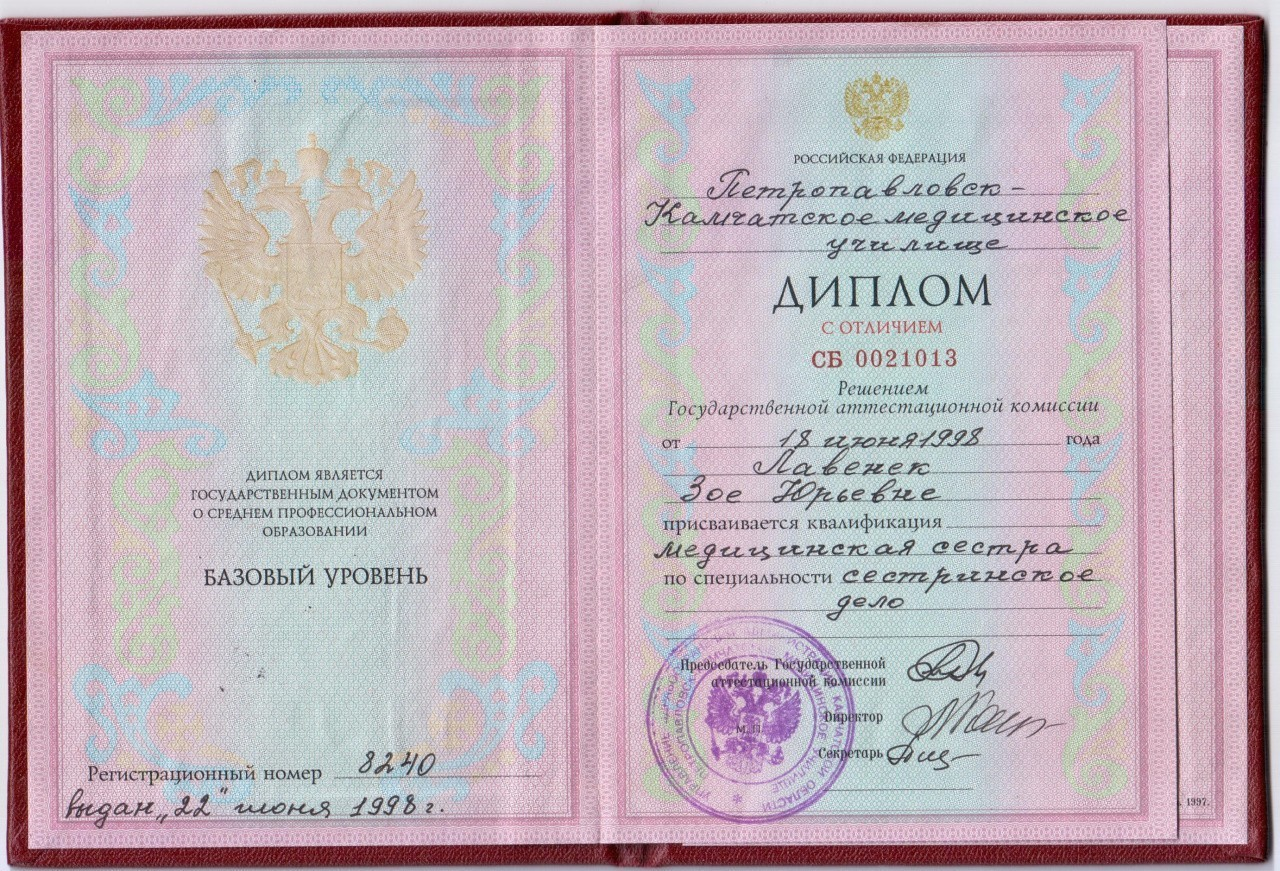 ДИПЛОМ ЯВЛЯЕТСЯ
ГОСУДАРСТВЕННЫМ ДОКУМЕНТОМ
О СРЕДНЕМ ПРОФЕССИОНАЛЬНОМ
ОБРАЗОВАНИИ
БАЗОВЫЙ УРОВЕНЬ
Регистрационный номер 8240
выдан „22" июня 1998 г.
РОССИЙСКАЯ ФЕДЕРАЦИЯ
Петропавловск-
Камчатское медицинское
училище
ДИПЛОМ
С ОТЛИЧИЕМ
СБ 0021013
Решением
Государственной аттестационной комиссии
от 18 июня 1998 года
Лавенек
Зое Юрьевне
присваивается квалификация
медицинская сестра
по специальности сестринское
дело
Председатель Государственной
аттестационной комиссии
Директор
М.П.
Секретарь
1997.